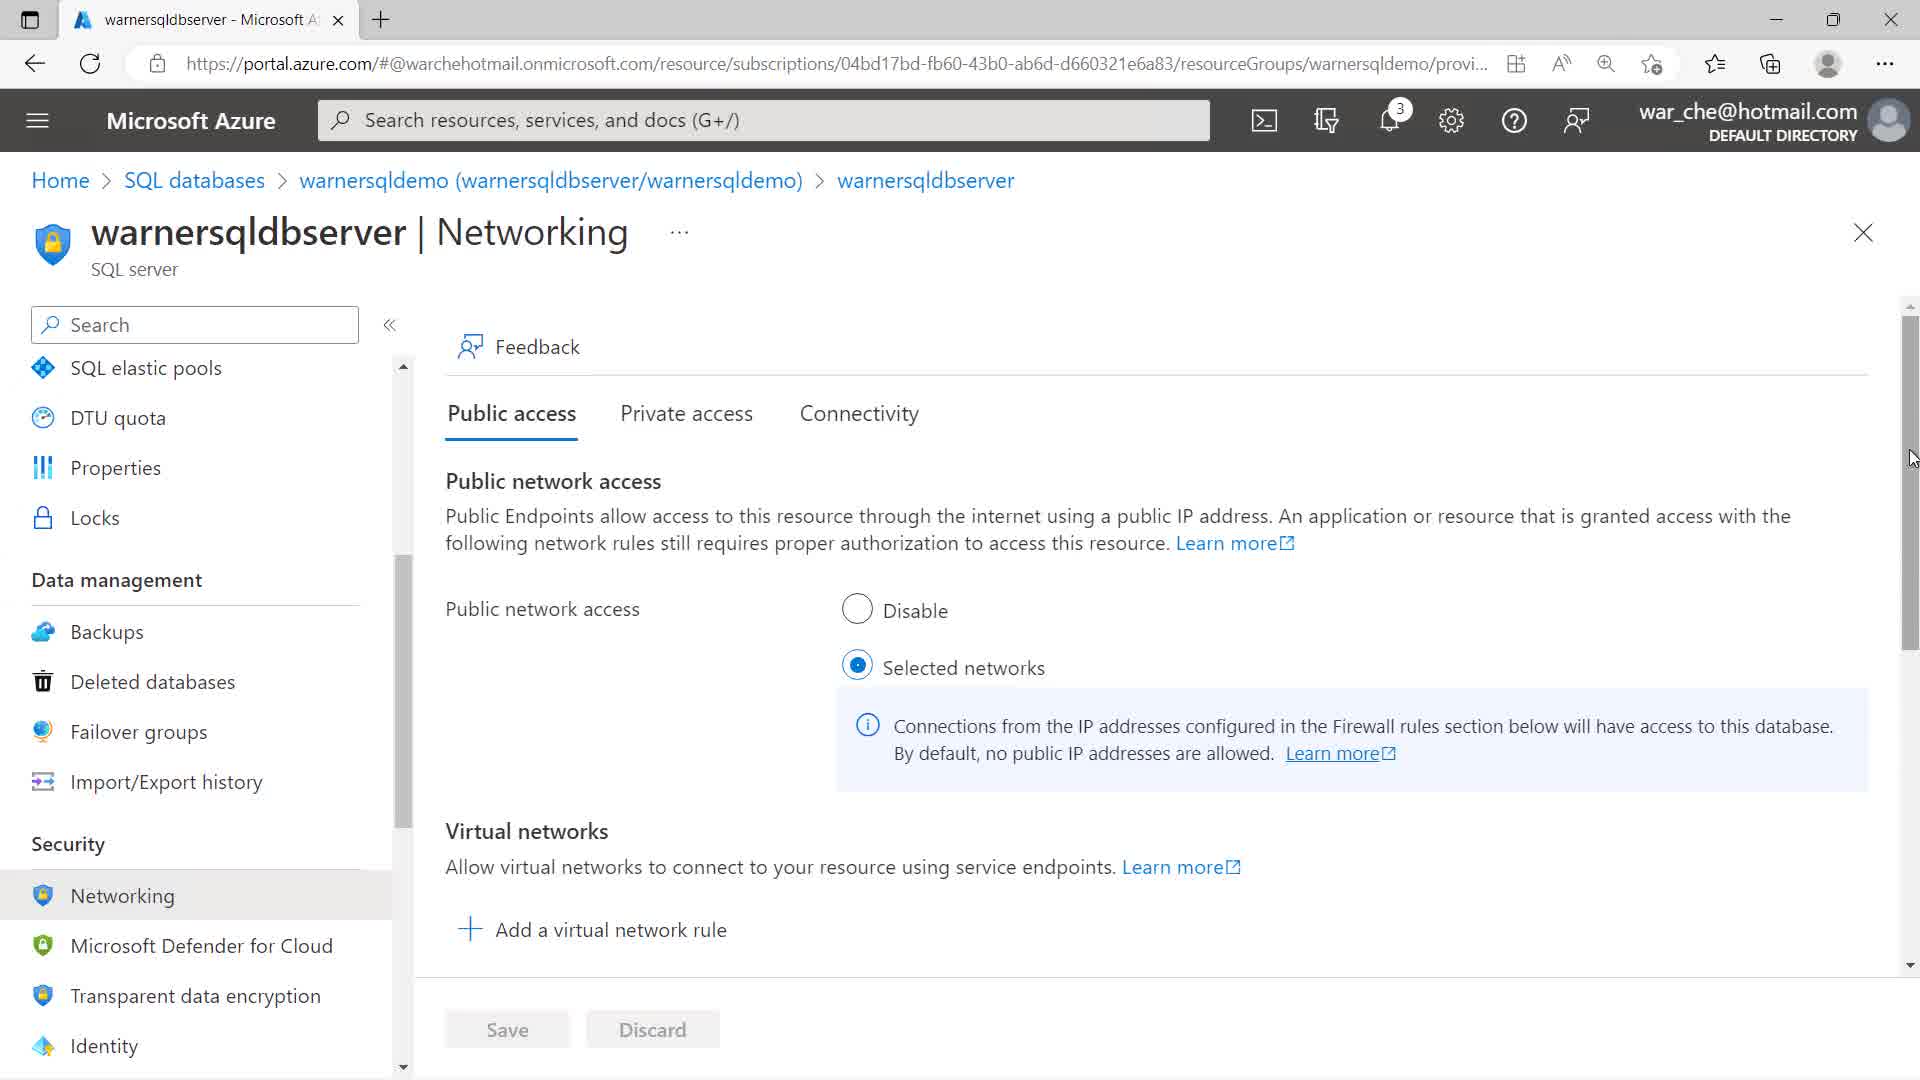 warnersqldbserver - Microsoft A
https://portal.azure.com/#@warchehotmail.onmicrosoft.com/resource/subscriptions/04bd17bd-fb60-43b0-ab6d-d660321e6a83/resourceGroups/warnersqldemo/provi...
Microsoft Azure
Search resources, services, and docs (G+/)
3
war_che@hotmail.com
DEFAULT DIRECTORY
Home > SQL databases > warnersqldemo (warnersqldbserver/warnersqldemo) > warnersqldbserver
warnersqldbserver | Networking ...
SQL server
Search
SQL elastic pools
DTU quota
Properties
Locks
Data management
Backups
Deleted databases
Failover groups
Import/Export history
Security
Networking
Microsoft Defender for Cloud
Transparent data encryption
Identity
Feedback
Public access Private access Connectivity
Public network access
Public Endpoints allow access to this resource through the internet using a public IP address. An application or resource that is granted access with the
following network rules still requires proper authorization to access this resource. Learn more
Public network access
Disable
Selected networks
Connections from the IP addresses configured in the Firewall rules section below will have access to this database.
By default, no public IP addresses are allowed. Learn more
Virtual networks
Allow virtual networks to connect to your resource using service endpoints. Learn more
Add a virtual network rule
Save Discard